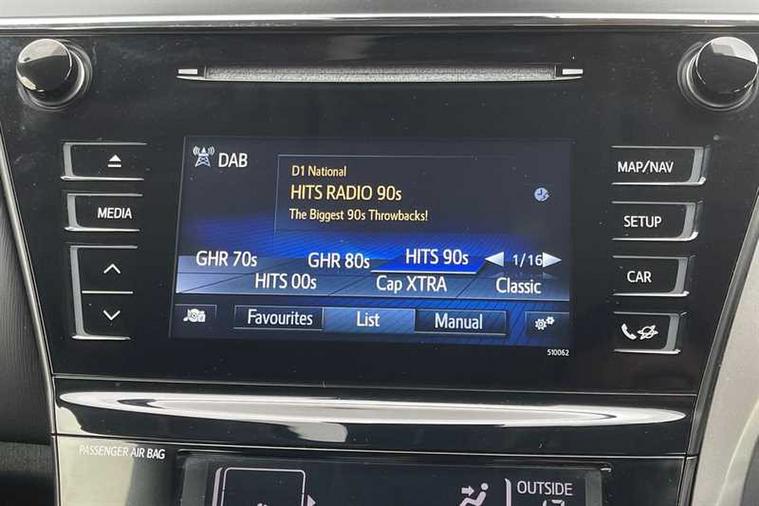 DAB
D1 National
HITS RADIO 90s
The Biggest 90s Throwbacks!
GHR 70s GHR 80s HITS 90s 1/16
HITS 00s Cap XTRA Classic
Favourites List Manual
510062
MEDIA
MAP/NAV
SETUP
CAR
PASSENGER AIR BAG
OUTSIDE